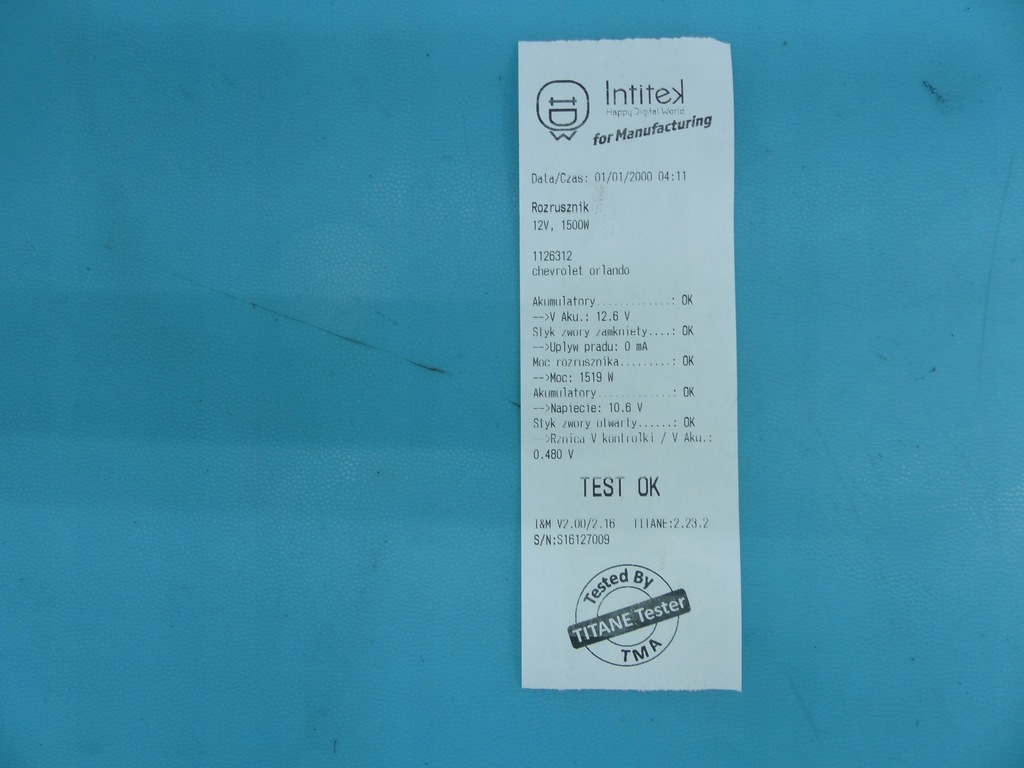 Intitek
Happy Digital World
for Manufacturing
Data/Czas: 01/01/2000 04:11
Rozrusznik
12V, 1500W
1126312
chevrolet orlando
Akumulatory.............: OK
-->V Aku.: 12.6 V
Styk zwory zamkniety....: OK
-->Uplyw pradu: 0 mA
Moc rozrusznika.........: OK
-->Moc: 1519 W
Akumulatory.............: OK
-->Napiecie: 10.6 V
Styk zwory otwarty......: OK
-->Rznica V kontrolki / V Aku.:
0.480 V
TEST OK
I&M V2.00/2.16 TITANE:2.23.2
S/N:S16127009
Tested By
TITANE Tester
TMA